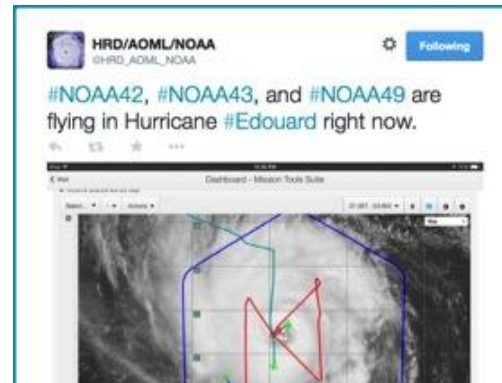 HRD/AOML/NOAA
@HRD_AOML_NOAA
Following
#NOAA42, #NOAA43, and #NOAA49 are
flying in Hurricane #Edouard right now.
Dashboard - Mission Tools Suite